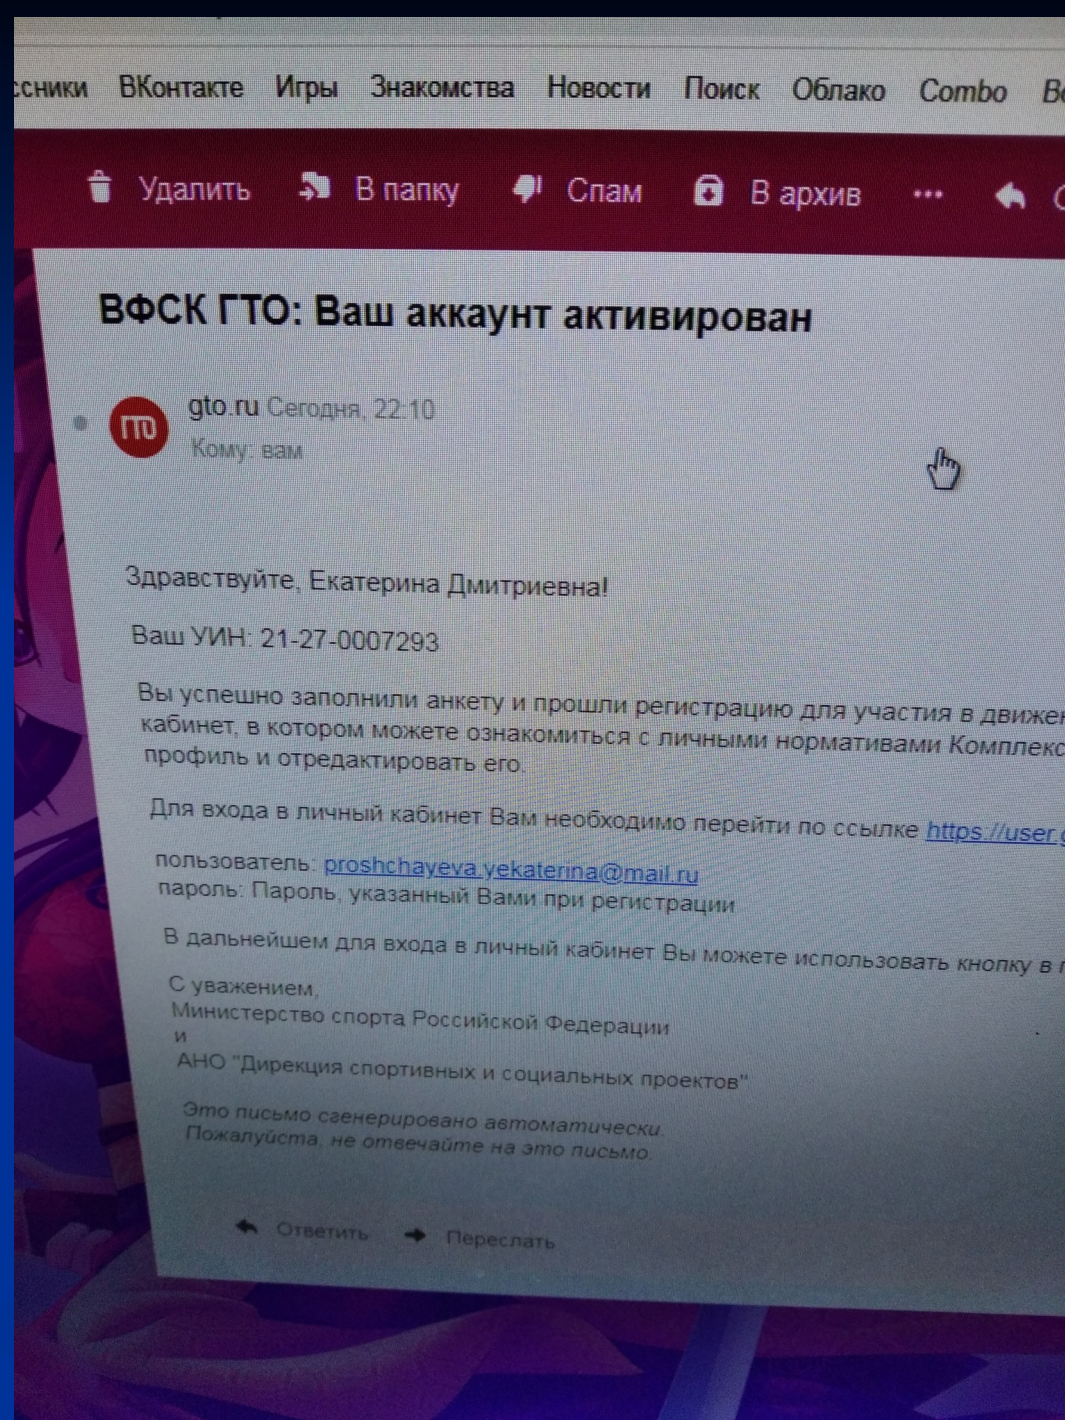 ссники ВКонтакте Игры Знакомства Новости Поиск Облако Combo
Удалить В папку Спам В архив
ВФСК ГТО: Ваш аккаунт активирован
gto.ru Сегодня, 22:10
ГТО
Кому: вам
Здравствуйте, Екатерина Дмитриевна!
Ваш УИН: 21-27-0007293
Вы успешно заполнили анкету и прошли регистрацию для участия в движен
кабинет, в котором можете ознакомиться с личными нормативами Комплекс
профиль и отредактировать его.
Для входа в личный кабинет Вам необходимо перейти по ссылке https://user.g
пользователь: proshchayeva.yekaterina@mail.ru
пароль: Пароль, указанный Вами при регистрации
В дальнейшем для входа в личный кабинет Вы можете использовать кнопку в
С уважением,
Министерство спорта Российской Федерации
и
АНО "Дирекция спортивных и социальных проектов"
Это письмо сгенерировано автоматически.
Пожалуйста, не отвечайте на это письмо.
Ответить Переслать